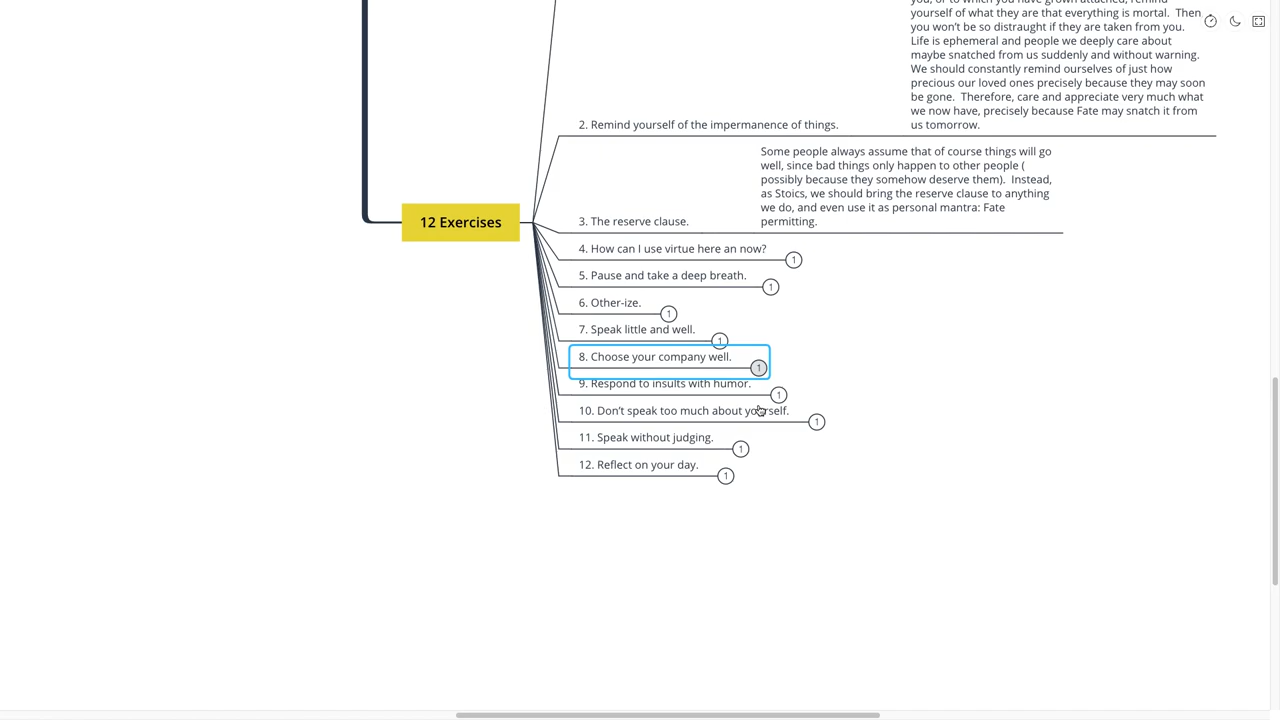 you, or to which you have grown attached, remind
yourself of what they are that everything is mortal.  Then
you won't be so distraught if they are taken from you.
Life is ephemeral and people we deeply care about
maybe snatched from us suddenly and without warning.
We should constantly remind ourselves of just how
precious our loved ones precisely because they may soon
be gone.  Therefore, care and appreciate very much what
we now have, precisely because Fate may snatch it from
us tomorrow.
2. Remind yourself of the impermanence of things.
Some people always assume that of course things will go
well, since bad things only happen to other people (
possibly because they somehow deserve them).  Instead,
as Stoics, we should bring the reserve clause to anything
we do, and even use it as personal mantra: Fate
permitting.
12 Exercises
3. The reserve clause.
4. How can I use virtue here an now?
1
5. Pause and take a deep breath.
1
6. Other-ize.
1
7. Speak little and well.
1
8. Choose your company well.
1
9. Respond to insults with humor.
1
10. Don't speak too much about yourself.
1
11. Speak without judging.
1
12. Reflect on your day.
1